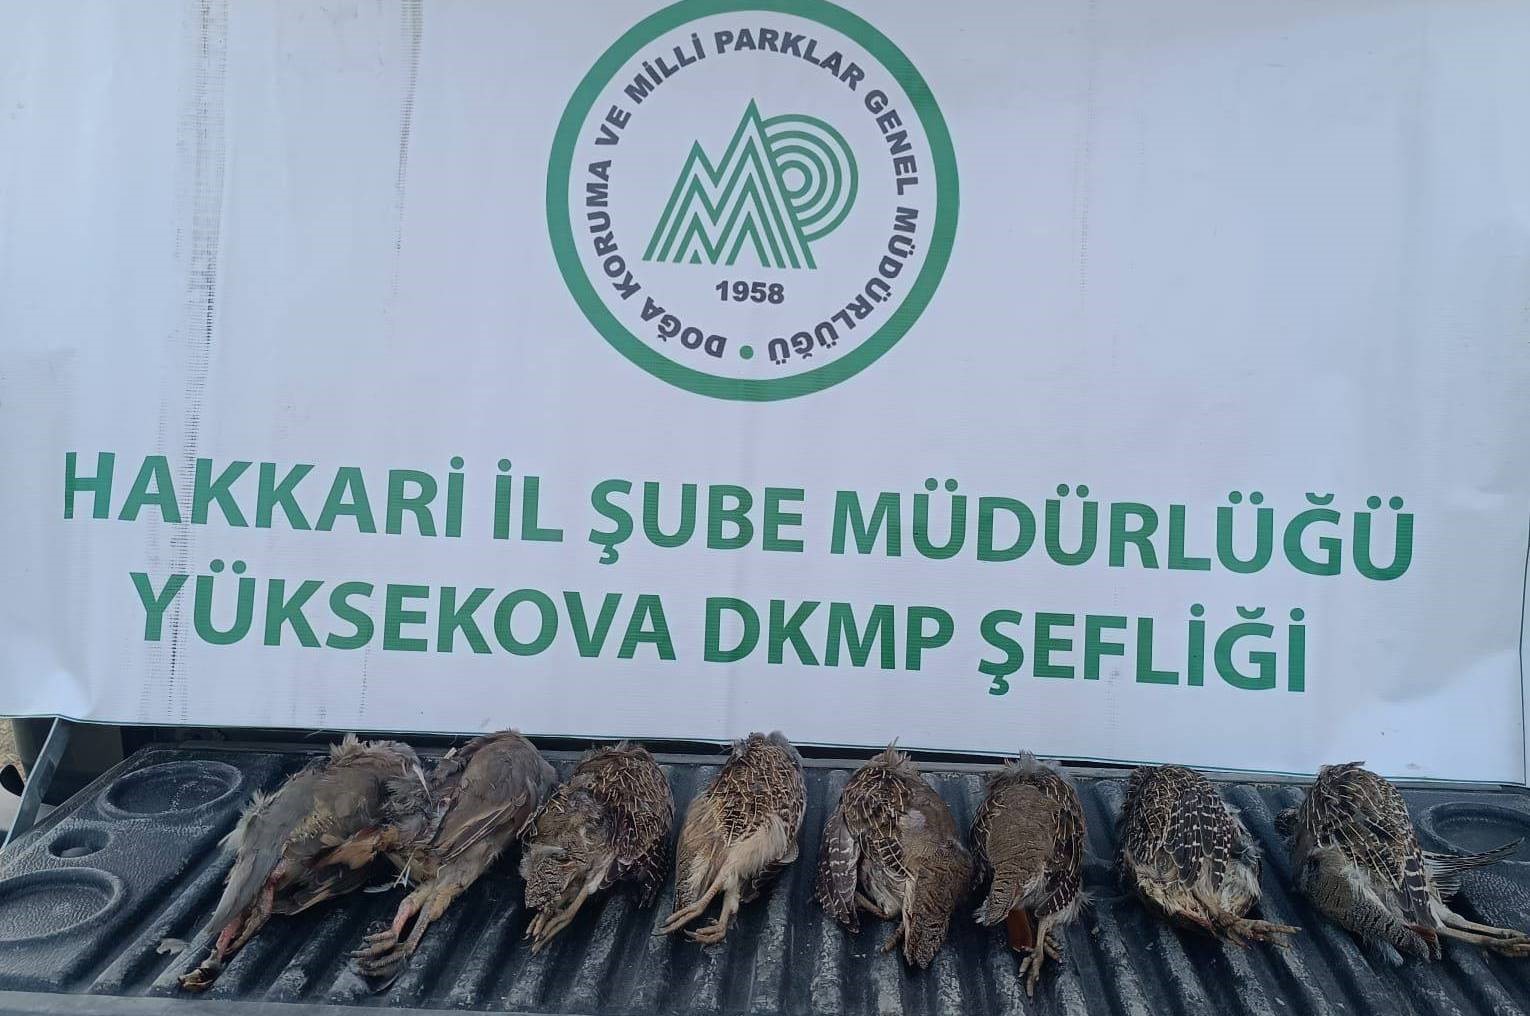 DOĞA KORUMA VE MİLLİ PARKLAR GENEL MÜDÜRLÜĞÜ •
1958
HAKKARİ İL ŞUBE MÜDÜRLÜĞÜ
YÜKSEKOVA DKMP ŞEFLİĞİ